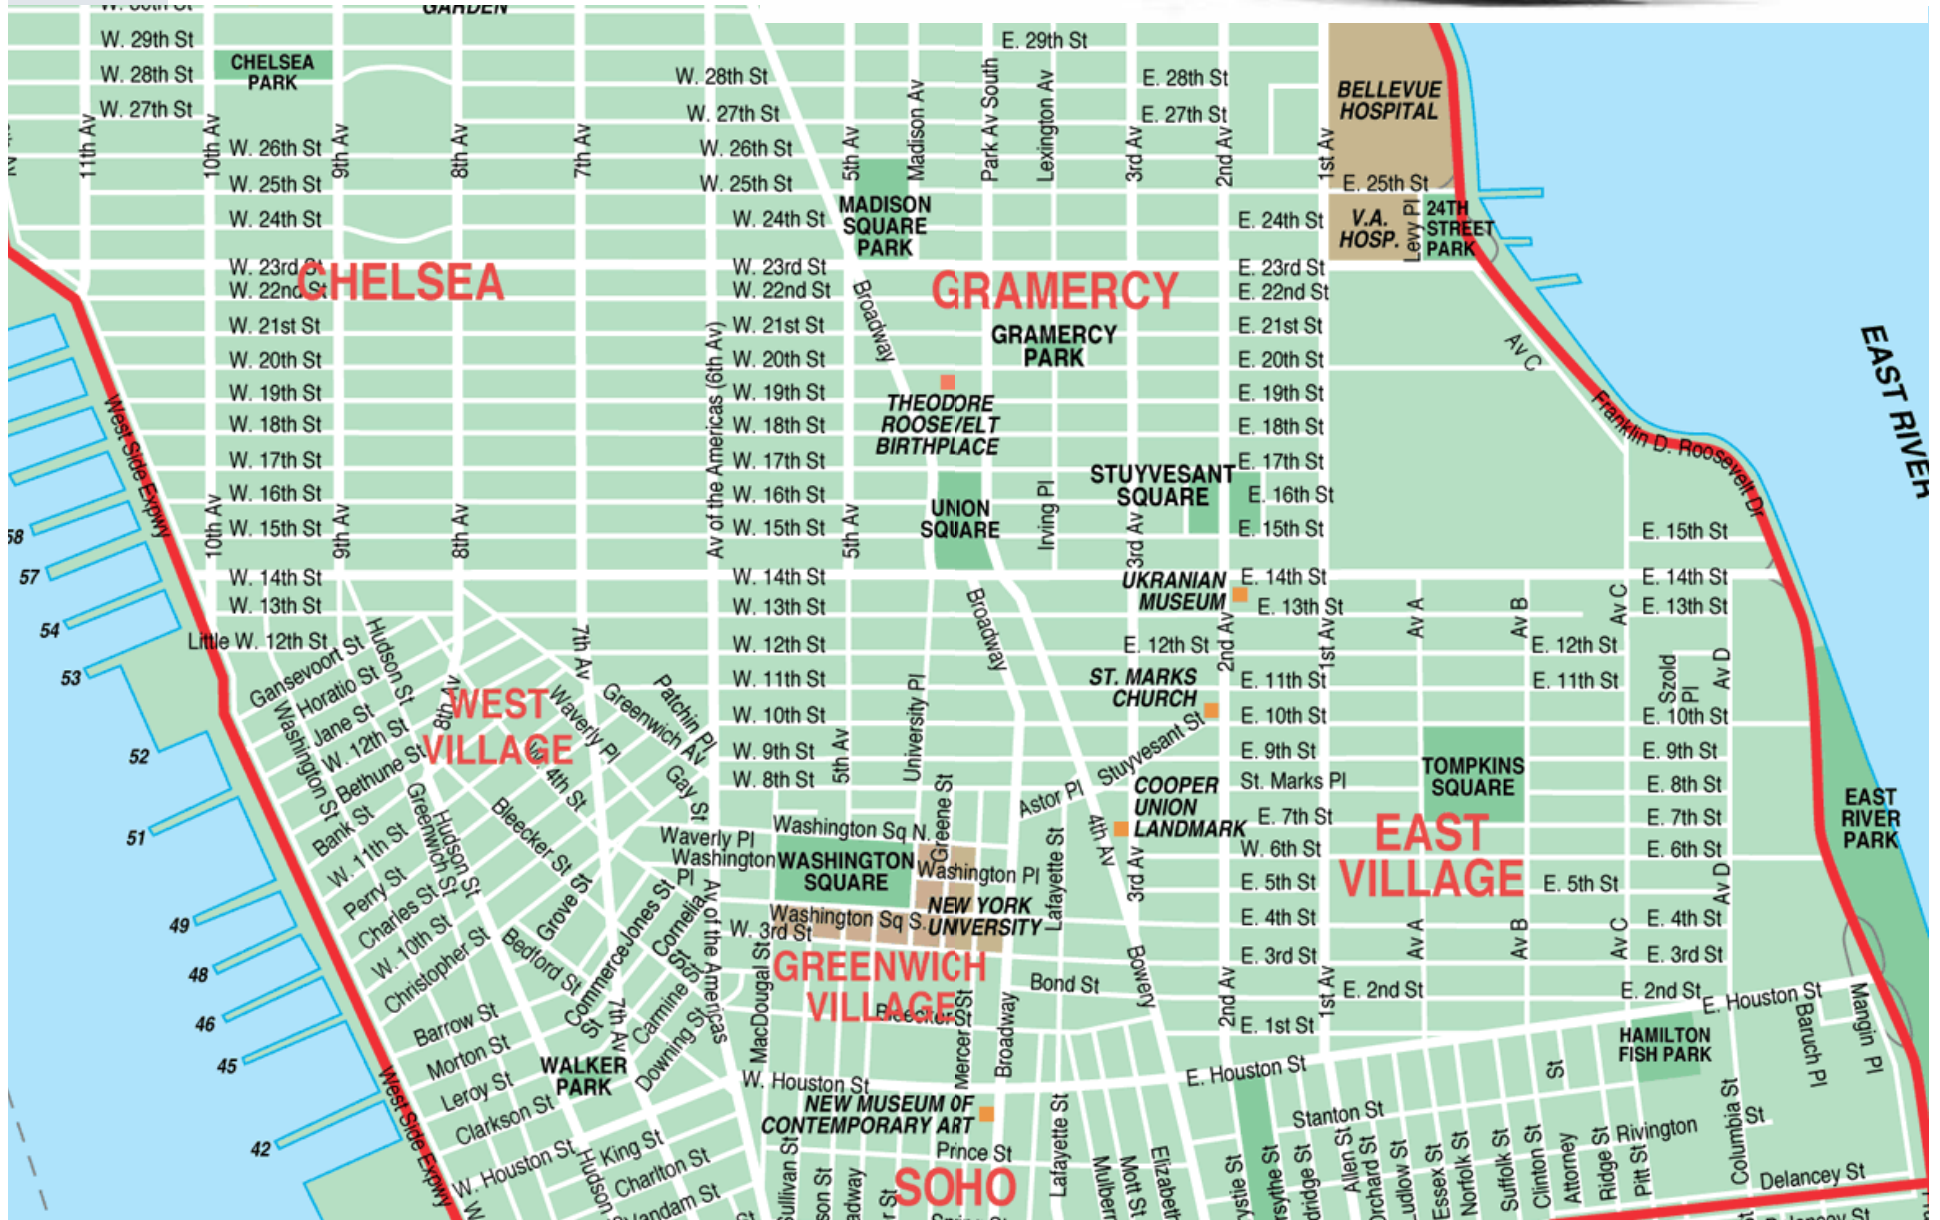 GARDEN
W. 29th St
E. 29th St
CHELSEA
PARK
W. 28th St
W. 28th St
E. 28th St
W. 27th St
W. 27th St
E. 27th St
BELLEVUE
HOSPITAL
11th Av
10th Av
9th Av
8th Av
7th Av
5th Av
Madison Av
Park Av South
Lexington Av
3rd Av
2nd Av
1st Av
W. 26th St
W. 26th St
W. 25th St
W. 25th St
E. 25th St
MADISON
SQUARE
PARK
W. 24th St
W. 24th St
E. 24th St
V.A.
HOSP.
Levy Pl
24TH
STREET
PARK
W. 23rd St
W. 23rd St
E. 23rd St
CHELSEA
GRAMERCY
W. 22nd St
W. 22nd St
E. 22nd St
Broadway
W. 21st St
W. 21st St
E. 21st St
GRAMERCY
PARK
Av C
EAST RIVER
W. 20th St
W. 20th St
E. 20th St
Av of the Americas (6th Av)
W. 19th St
W. 19th St
E. 19th St
THEODORE
ROOSEVELT
BIRTHPLACE
West Side Expwy
Franklin D. Roosevelt Dr
W. 18th St
W. 18th St
E. 18th St
W. 17th St
W. 17th St
E. 17th St
STUYVESANT
SQUARE
W. 16th St
W. 16th St
E. 16th St
UNION
SQUARE
Irving Pl
10th Av
9th Av
8th Av
5th Av
3rd Av
W. 15th St
W. 15th St
E. 15th St
E. 15th St
58
57
54
53
52
51
49
48
46
45
42
W. 14th St
W. 14th St
E. 14th St
E. 14th St
UKRANIAN
MUSEUM
W. 13th St
W. 13th St
E. 13th St
E. 13th St
Broadway
Av A
Av B
Av C
Little W. 12th St
W. 12th St
E. 12th St
E. 12th St
Hudson St
7th Av
2nd Av
1st Av
Gansevoort St
Horatio St
Jane St
W. 12th St
Bethune St
Bank St
W. 11th St
Perry St
Charles St
W. 10th St
Christopher St
Barrow St
Morton St
Leroy St
Clarkson St
W. Houston St
King St
Charlton St
Vandam St
Washington St
8th Av
WEST
VILLAGE
Waverly Pl
Greenwich Av
Patchin Pl
W. 4th St
Gay St
Bleecker St
Greenwich St
Hudson St
Grove St
Bedford St
Commerce St
Jones St
Cornelia St
Carmine St
Downing St
7th Av
WALKER
PARK
Hudson
West Side Expwy
W. 11th St
E. 11th St
E. 11th St
ST. MARKS
CHURCH
Szold
Pl
Av D
W. 10th St
E. 10th St
E. 10th St
University Pl
Stuyvesant St
W. 9th St
5th Av
E. 9th St
E. 9th St
TOMPKINS
SQUARE
W. 8th St
St. Marks Pl
E. 8th St
Greene St
Astor Pl
COOPER
UNION
LANDMARK
E. 7th St
E. 7th St
EAST
RIVER
PARK
Waverly Pl
Washington Sq N.
4th Av
EAST
VILLAGE
W. 6th St
E. 6th St
Washington
Pl
WASHINGTON
SQUARE
Washington Pl
Lafayette St
3rd Av
E. 5th St
E. 5th St
Av D
Av of the Americas
Washington Sq S.
NEW YORK
UNIVERSITY
E. 4th St
E. 4th St
W. 3rd St
E. 3rd St
E. 3rd St
Av A
Av B
Av C
GREENWICH
VILLAGE
MacDougal St
Bleecker St
Mercer St
Broadway
Bond St
Bowery
2nd Av
1st Av
E. 2nd St
E. 2nd St
E. 1st St
E. Houston St
Baruch Pl
Mangin Pl
HAMILTON
FISH PARK
W. Houston St
E. Houston St
NEW MUSEUM OF
CONTEMPORARY ART
Stanton St
St
Columbia St
St
Rivington
Prince St
SOHO
Sullivan St
Lafayette St
Mott St
Elizabeth
Allen St
Orchard St
Ludlow St
Essex St
Norfolk St
Suffolk St
Clinton St
Attorney
Ridge St
Pitt St
Delancey St